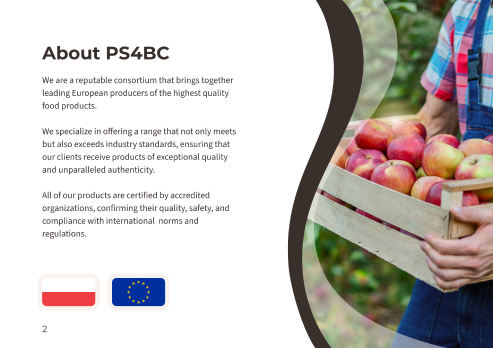 About PS4BC
We are a reputable consortium that brings together
leading European producers of the highest quality
food products.
We specialize in offering a range that not only meets
but also exceeds industry standards, ensuring that
our clients receive products of exceptional quality
and unparalleled authenticity.
All of our products are certified by accredited
organizations, confirming their quality, safety, and
compliance with international norms and
regulations.
2